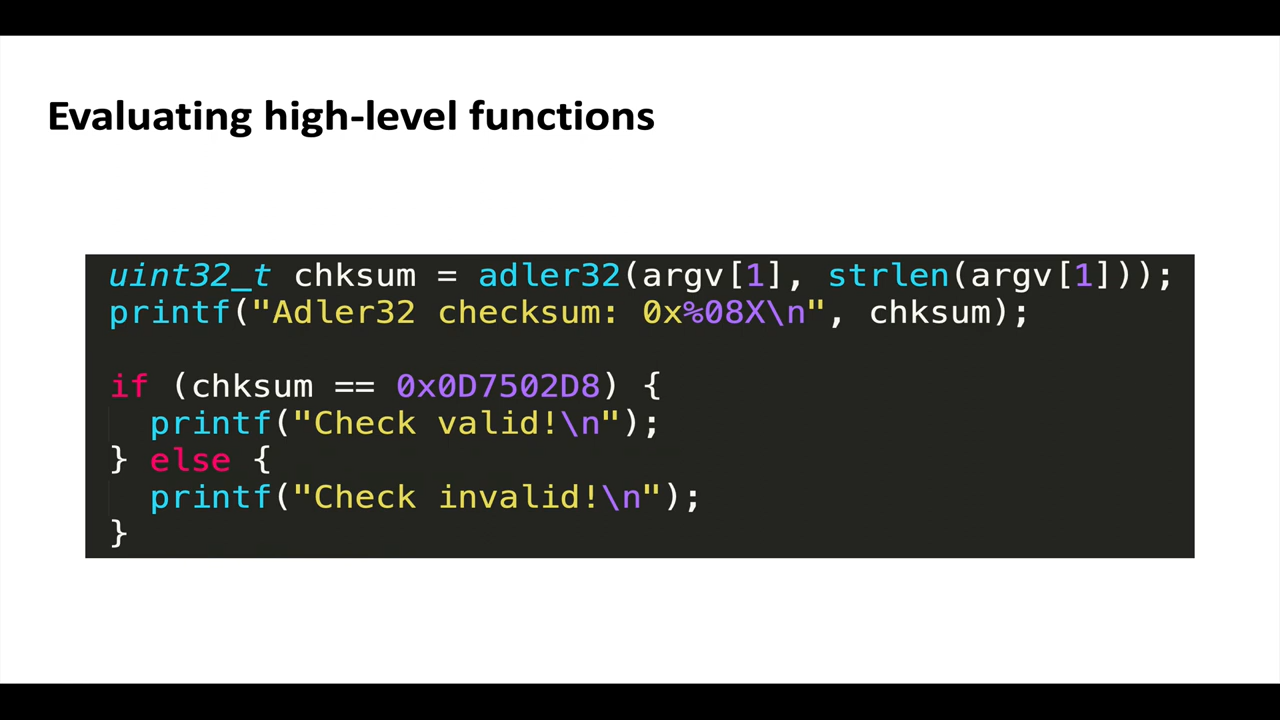 Evaluating high-level functions
uint32_t chksum = adler32(argv[1], strlen(argv[1]));
printf("Adler32 checksum: 0x%08X\n", chksum);
if (chksum == 0x0D7502D8) {
printf("Check valid!\n");
} else {
printf("Check invalid!\n");
}